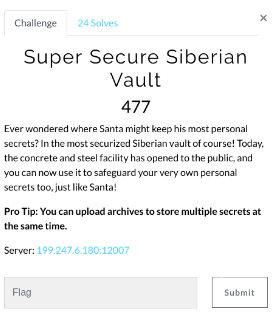 Challenge
24 Solves
×
Super Secure Siberian
Vault
477
Ever wondered where Santa might keep his most personal
secrets? In the most securized Siberian vault of course! Today,
the concrete and steel facility has opened to the public, and
you can now use it to safeguard your very own personal
secrets too, just like Santa!
Pro Tip: You can upload archives to store multiple secrets at
the same time.
Server: 199.247.6.180:12007
Flag
Submit